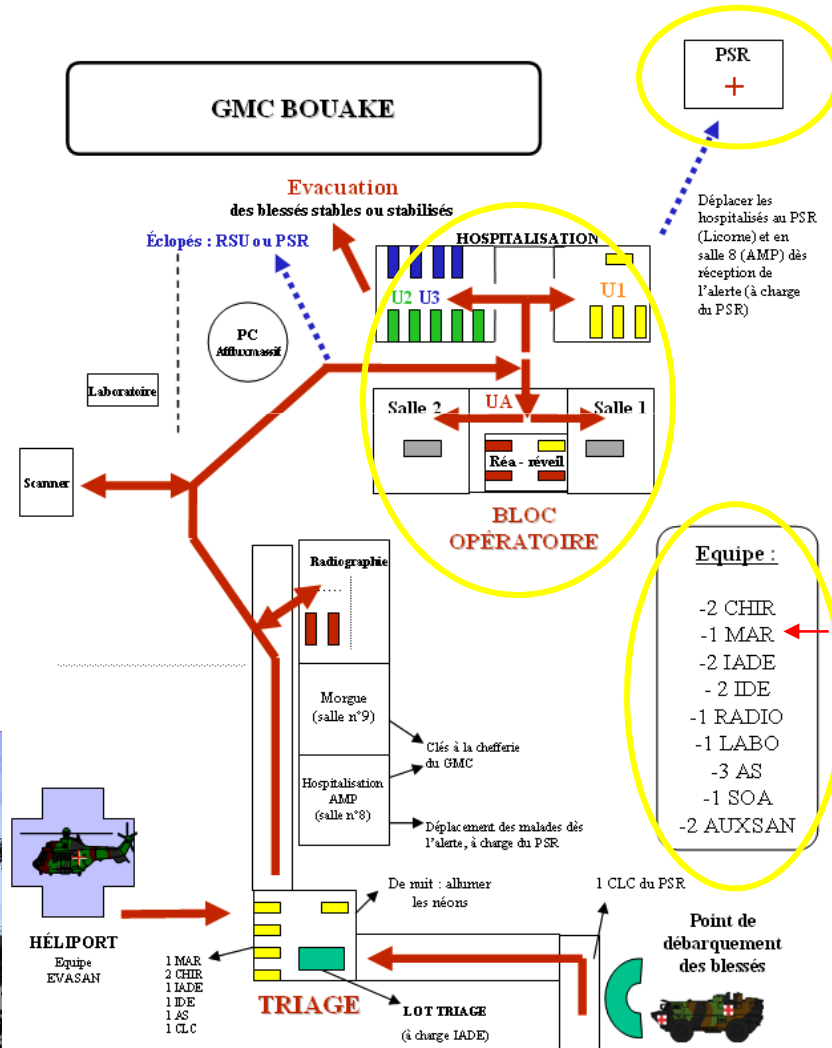 GMC BOUAKE
PSR
Evacuation
des blessés stables ou stabilisés
Éclopés : RSU ou PSR
HOSPITALISATION
Déplacer les
hospitalisés au PSR
(Licorne) et en
salle 8 (AMP) dès
réception de
l'alerte (à charge
du PSR)
U2 U3
U1
PC
Affluxmassif
Laboratoire
Salle 2
UA
Salle 1
Réa - réveil
Scanner
BLOC
OPÉRATOIRE
Radiographie
Equipe :
-2 CHIR
-1 MAR
-2 IADE
- 2 IDE
-1 RADIO
-1 LABO
-3 AS
-1 SOA
-2 AUXSAN
Morgue
(salle n°9)
Clés à la chefferie
du GMC
Hospitalisation
AMP
(salle n°8)
Déplacement des malades dès
l'alerte, à charge du PSR
De nuit : allumer
les néons
1 CLC du PSR
HÉLIPORT
Equipe
EVASAN
1 MAR
2 CHIR
1 IADE
1 IDE
1 AS
1 CLC
TRIAGE
LOT TRIAGE
(à charge IADE)
Point de
débarquement
des blessés